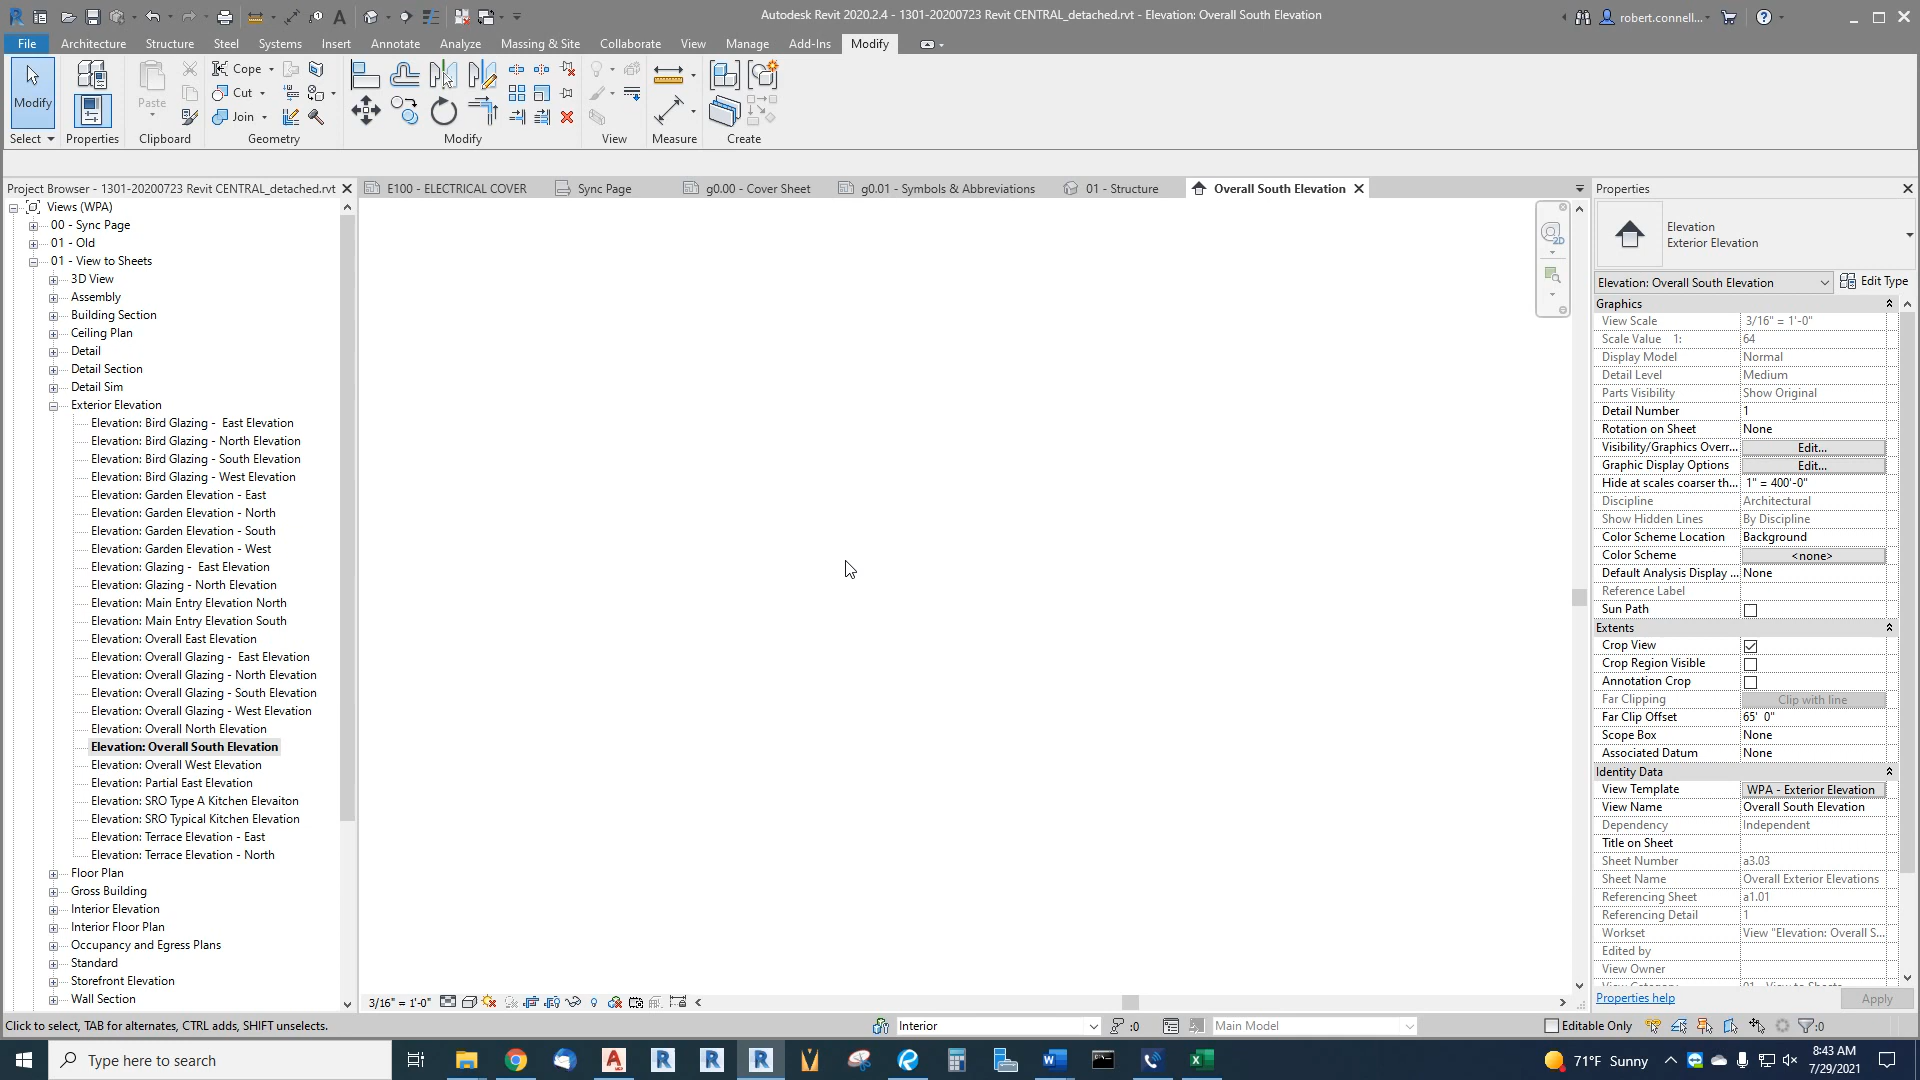 Autodesk Revit 2020.2.4 - 1301-20200723 Revit CENTRAL_detached.rvt - Elevation: Overall South Elevation
robert.connell...
File Architecture Structure Steel Systems Insert Annotate Analyze Massing & Site Collaborate View Manage Add-Ins Modify
Modify
Paste
Cope
Cut
Join
Select Properties Clipboard Geometry Modify View Measure Create
Project Browser - 1301-20200723 Revit CENTRAL_detached.rvt
E100 - ELECTRICAL COVER
Sync Page
g0.00 - Cover Sheet
g0.01 - Symbols & Abbreviations
01 - Structure
Overall South Elevation
Views (WPA)
00 - Sync Page
01 - Old
01 - View to Sheets
3D View
Assembly
Building Section
Ceiling Plan
Detail
Detail Section
Detail Sim
Exterior Elevation
Elevation: Bird Glazing - East Elevation
Elevation: Bird Glazing - North Elevation
Elevation: Bird Glazing - South Elevation
Elevation: Bird Glazing - West Elevation
Elevation: Garden Elevation - East
Elevation: Garden Elevation - North
Elevation: Garden Elevation - South
Elevation: Garden Elevation - West
Elevation: Glazing - East Elevation
Elevation: Glazing - North Elevation
Elevation: Main Entry Elevation North
Elevation: Main Entry Elevation South
Elevation: Overall East Elevation
Elevation: Overall Glazing - East Elevation
Elevation: Overall Glazing - North Elevation
Elevation: Overall Glazing - South Elevation
Elevation: Overall Glazing - West Elevation
Elevation: Overall North Elevation
Elevation: Overall South Elevation
Elevation: Overall West Elevation
Elevation: Partial East Elevation
Elevation: SRO Type A Kitchen Elevaiton
Elevation: SRO Typical Kitchen Elevation
Elevation: Terrace Elevation - East
Elevation: Terrace Elevation - North
Floor Plan
Gross Building
Interior Elevation
Interior Floor Plan
Occupancy and Egress Plans
Standard
Storefront Elevation
Wall Section
2D
Properties
Elevation
Exterior Elevation
Elevation: Overall South Elevation Edit Type
Graphics
View Scale 3/16" = 1'-0"
Scale Value 1: 64
Display Model Normal
Detail Level Medium
Parts Visibility Show Original
Detail Number 1
Rotation on Sheet None
Visibility/Graphics Overr... Edit...
Graphic Display Options Edit...
Hide at scales coarser th... 1" = 400'-0"
Discipline Architectural
Show Hidden Lines By Discipline
Color Scheme Location Background
Color Scheme <none>
Default Analysis Display ... None
Reference Label
Sun Path
Extents
Crop View
Crop Region Visible
Annotation Crop
Far Clipping Clip with line
Far Clip Offset 65' 0"
Scope Box None
Associated Datum None
Identity Data
View Template WPA - Exterior Elevation
View Name Overall South Elevation
Dependency Independent
Title on Sheet
Sheet Number a3.03
Sheet Name Overall Exterior Elevations
Referencing Sheet a1.01
Referencing Detail 1
Workset View "Elevation: Overall S...
Edited by
View Owner
Properties help Apply
3/16" = 1'-0"
Click to select, TAB for alternates, CTRL adds, SHIFT unselects.
Interior
:0
Main Model
Editable Only
:0
Type here to search
71°F Sunny
8:43 AM
7/29/2021